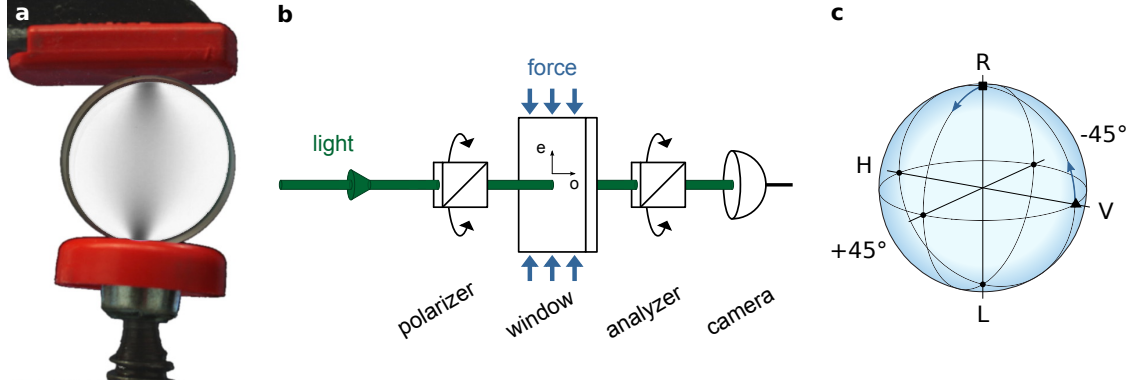 a
b
c
force
light
e
o
polarizer
window
analyzer
camera
R
-45°
H
V
+45°
L